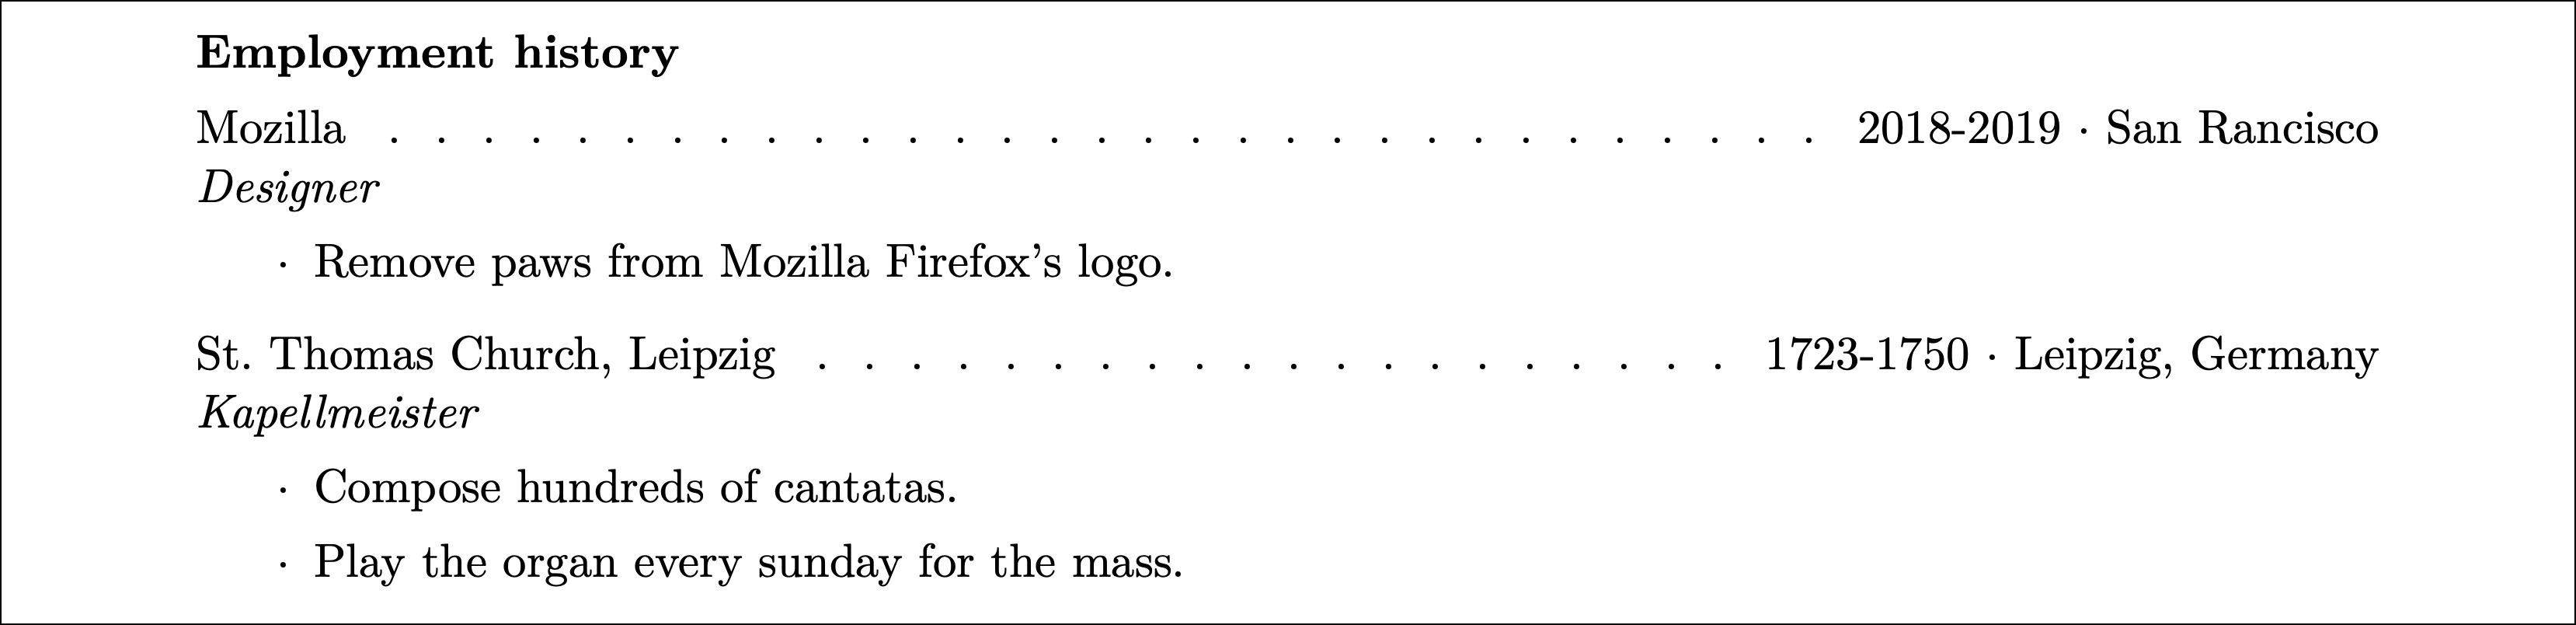 Employment history
Mozilla . . . . . . . . . . . . . . . . . . . . . . . . . . . . . . . 2018-2019 · San Rancisco
Designer
· Remove paws from Mozilla Firefox’s logo.
St. Thomas Church, Leipzig . . . . . . . . . . . . . . . . . . . . 1723-1750 · Leipzig, Germany
Kapellmeister
· Compose hundreds of cantatas.
· Play the organ every sunday for the mass.